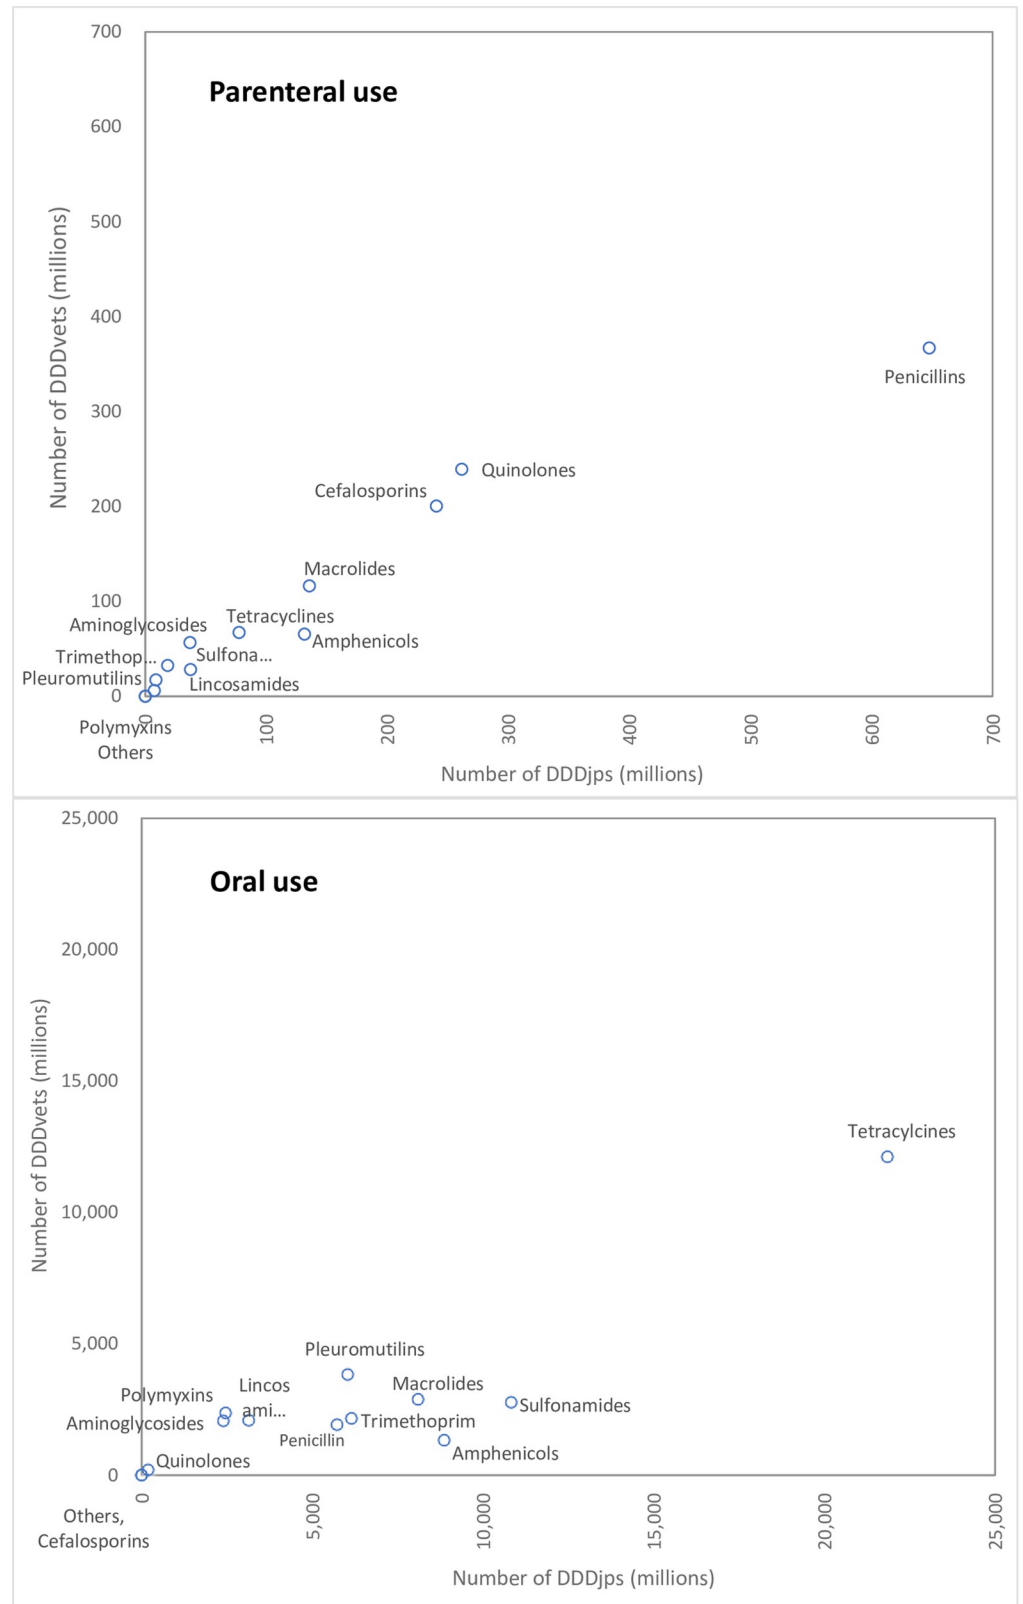 700
Parenteral use
600
500
400
300
200
100
0
Number of DDDvets (millions)
Penicillins
Quinolones
Cefalosporins
Macrolides
Tetracyclines
Aminoglycosides
Amphenicols
Trimethop...
Sulfona...
Pleuromutilins
Lincosamides
Polymyxins
Others
0
100
200
300
400
500
600
700
Number of DDDjps (millions)
25,000
Oral use
20,000
15,000
10,000
5,000
0
Number of DDDvets (millions)
Tetracylcines
Pleuromutilins
Macrolides
Lincos
ami...
Polymyxins
Sulfonamides
Aminoglycosides
Trimethoprim
Penicillin
Amphenicols
Quinolones
Others,
Cefalosporins
0
5,000
10,000
15,000
20,000
25,000
Number of DDDjps (millions)